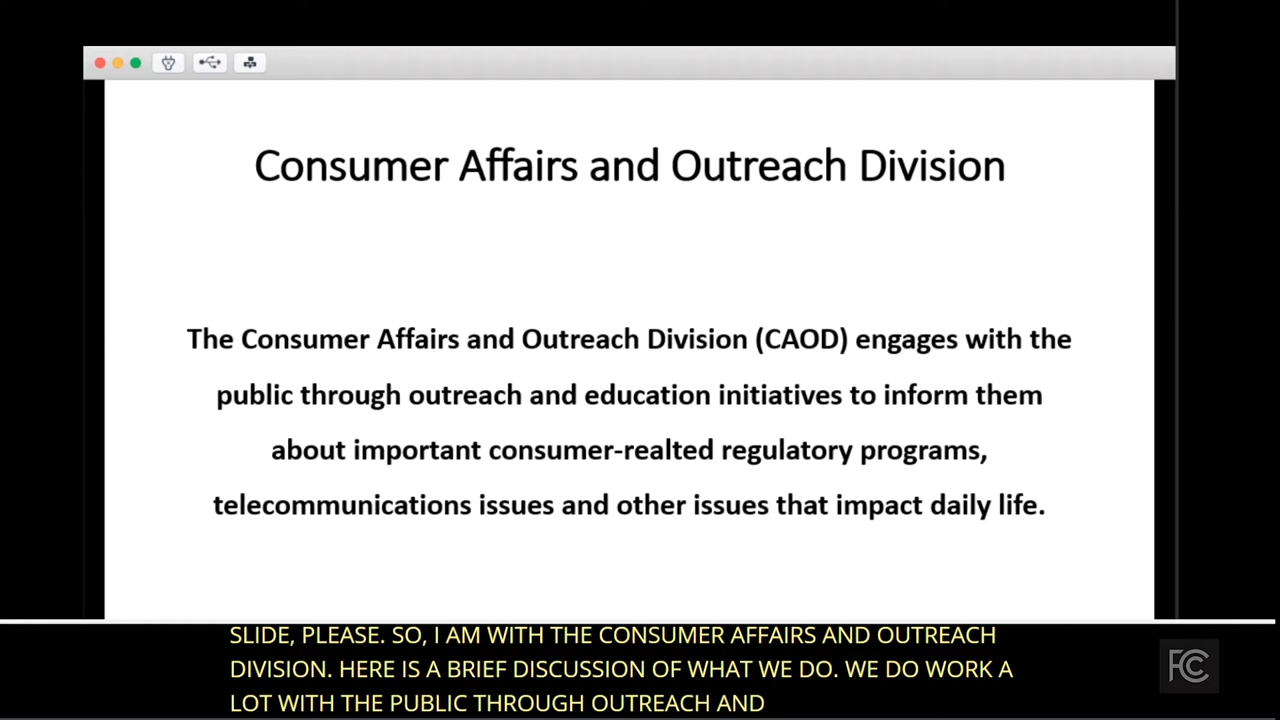 Consumer Affairs and Outreach Division
The Consumer Affairs and Outreach Division (CAOD) engages with the
public through outreach and education initiatives to inform them
about important consumer-realted regulatory programs,
telecommunications issues and other issues that impact daily life.
SLIDE, PLEASE. SO, I AM WITH THE CONSUMER AFFAIRS AND OUTREACH
DIVISION. HERE IS A BRIEF DISCUSSION OF WHAT WE DO. WE DO WORK A
LOT WITH THE PUBLIC THROUGH OUTREACH AND
FCC